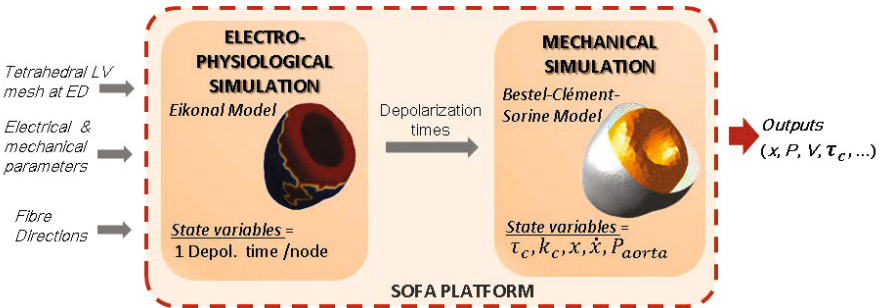 Tetrahedral LV
mesh at ED
Electrical &
mechanical
parameters
Fibre
Directions
ELECTRO-
PHYSIOLOGICAL
SIMULATION
Eikonal Model
State variables =
1 Depol. time /node
Depolarization
times
MECHANICAL
SIMULATION
Bestel-Clément-
Sorine Model
State variables =
τ_c, k_c, x, ẋ, P_aorta
Outputs
(x, P, V, τ_c, ...)
SOFA PLATFORM